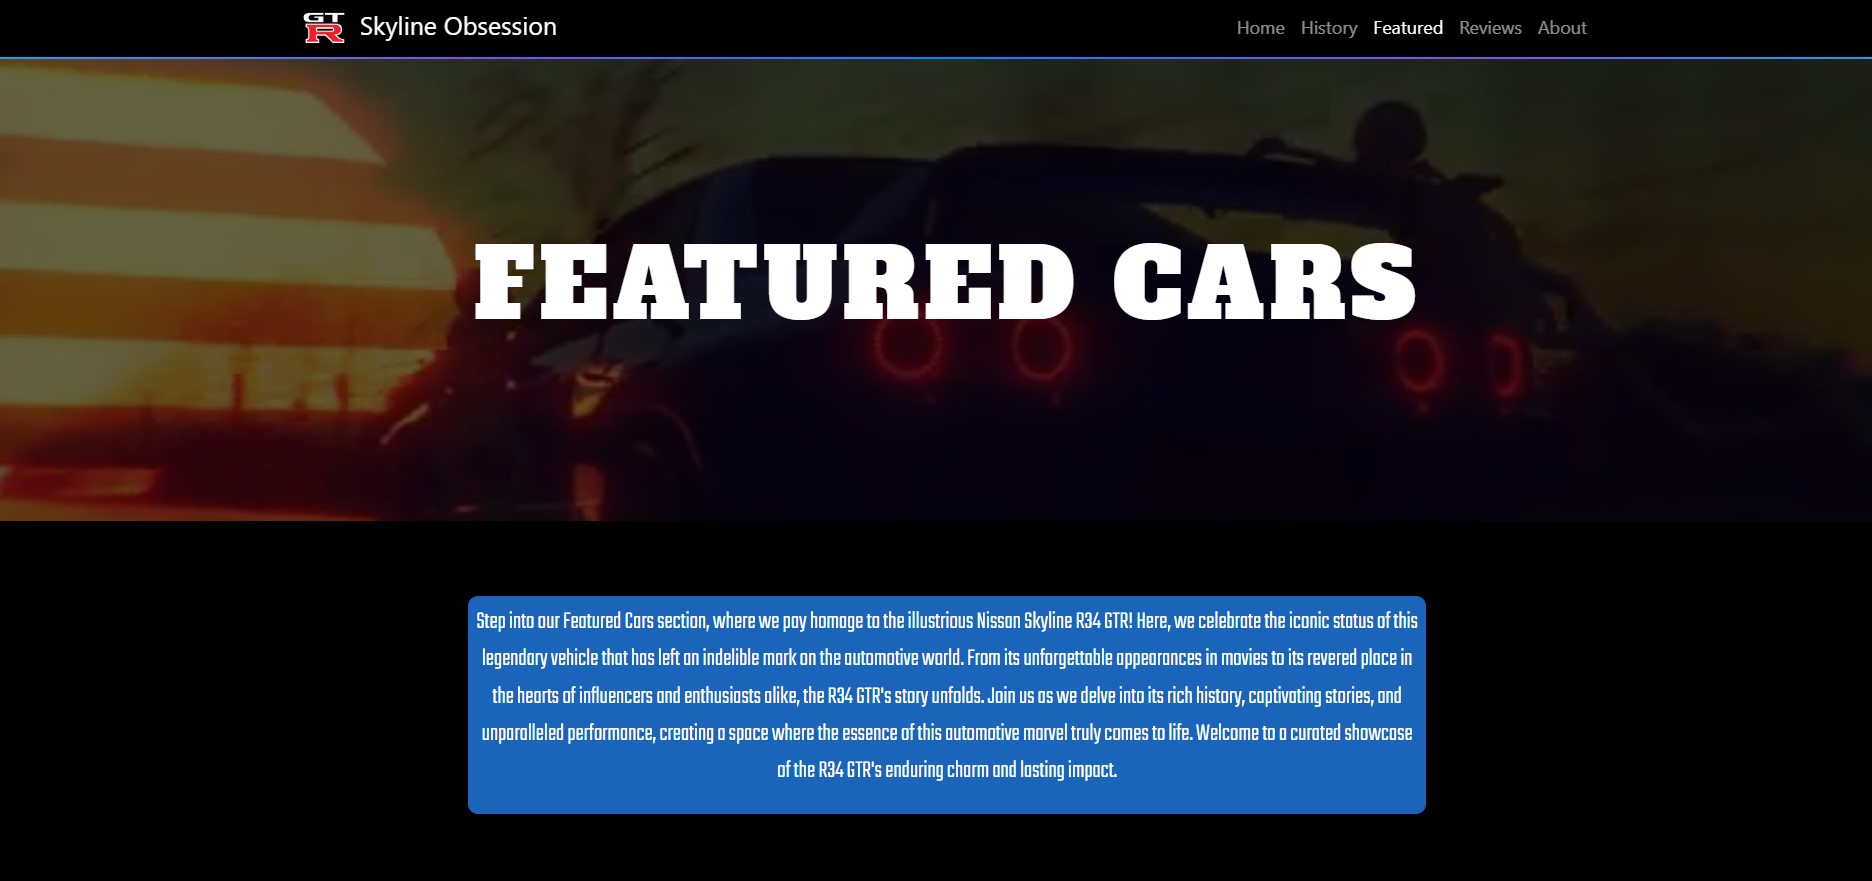 GT
R
Skyline Obsession
Home
History
Featured
Reviews
About
FEATURED CARS
Step into our Featured Cars section, where we pay homage to the illustrious Nissan Skyline R34 GTR! Here, we celebrate the iconic status of this
legendary vehicle that has left an indelible mark on the automotive world. From its unforgettable appearances in movies to its revered place in
the hearts of influencers and enthusiasts alike, the R34 GTR's story unfolds. Join us as we delve into its rich history, captivating stories, and
unparalleled performance, creating a space where the essence of this automotive marvel truly comes to life. Welcome to a curated showcase
of the R34 GTR's enduring charm and lasting impact.